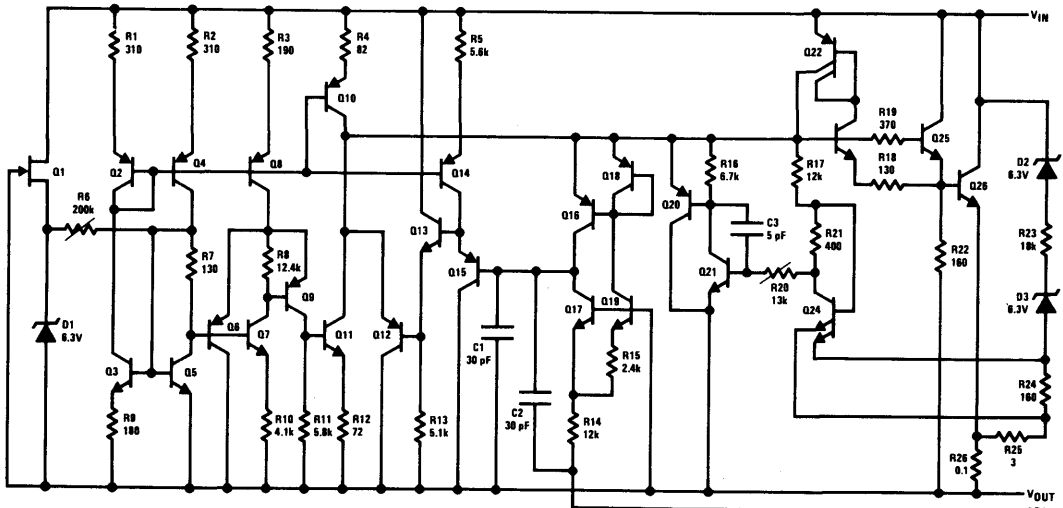 VIN
R1
310
R2
310
R3
190
R4
82
R5
5.6k
Q22
Q10
R19
370
Q25
R18
130
D2
6.3V
Q1
Q2
Q4
Q8
Q14
Q18
R16
6.7k
R17
12k
Q26
R6
200k
Q16
Q20
C3
5 pF
R21
400
R23
18k
R7
130
R8
12.4k
Q13
Q15
R22
160
D1
6.3V
Q6
Q7
Q9
Q11
Q12
Q17
Q19
Q21
R20
13k
Q24
D3
6.3V
Q3
Q5
C1
30 pF
R15
2.4k
R24
160
R9
180
R10
4.1k
R11
5.8k
R12
72
R13
5.1k
C2
30 pF
R14
12k
R26
0.1
R25
3
VOUT